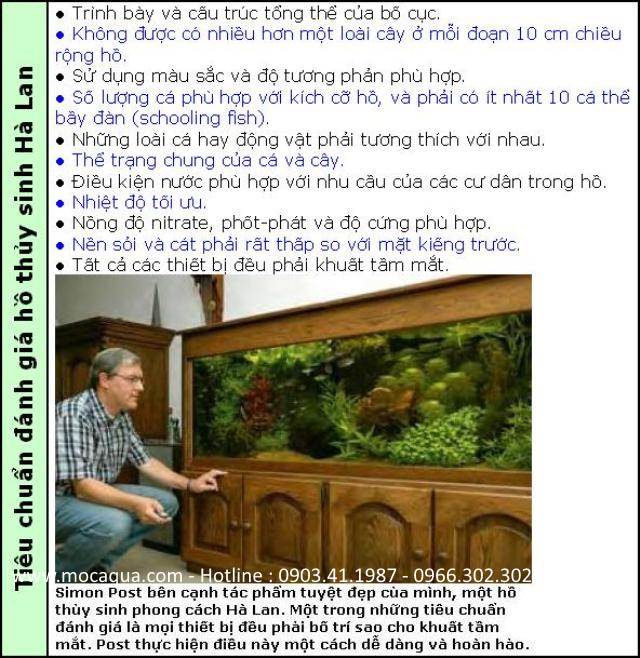 Tiêu chuẩn đánh giá hồ thủy sinh Hà Lan
● Trình bày và cấu trúc tổng thể của bố cục.
● Không được có nhiều hơn một loài cây ở mỗi đoạn 10 cm chiều
rộng hồ.
● Sử dụng màu sắc và độ tương phản phù hợp.
● Số lượng cá phù hợp với kích cỡ hồ, và phải có ít nhất 10 cá thể
bầy đàn (schooling fish).
● Những loài cá hay động vật phải tương thích với nhau.
● Thể trạng chung của cá và cây.
● Điều kiện nước phù hợp với nhu cầu của các cư dân trong hồ.
● Nhiệt độ tối ưu.
● Nồng độ nitrate, phốt-phát và độ cứng phù hợp.
● Nền sỏi và cát phải rất thấp so với mặt kiếng trước.
● Tất cả các thiết bị đều phải khuất tầm mắt.
www.mocaqua.com - Hotline : 0903.41.1987 - 0966.302.302
Simon Post bên cạnh tác phẩm tuyệt đẹp của mình, một hồ
thủy sinh phong cách Hà Lan. Một trong những tiêu chuẩn
đánh giá là mọi thiết bị đều phải bố trí sao cho khuất tầm
mắt. Post thực hiện điều này một cách dễ dàng và hoàn hảo.